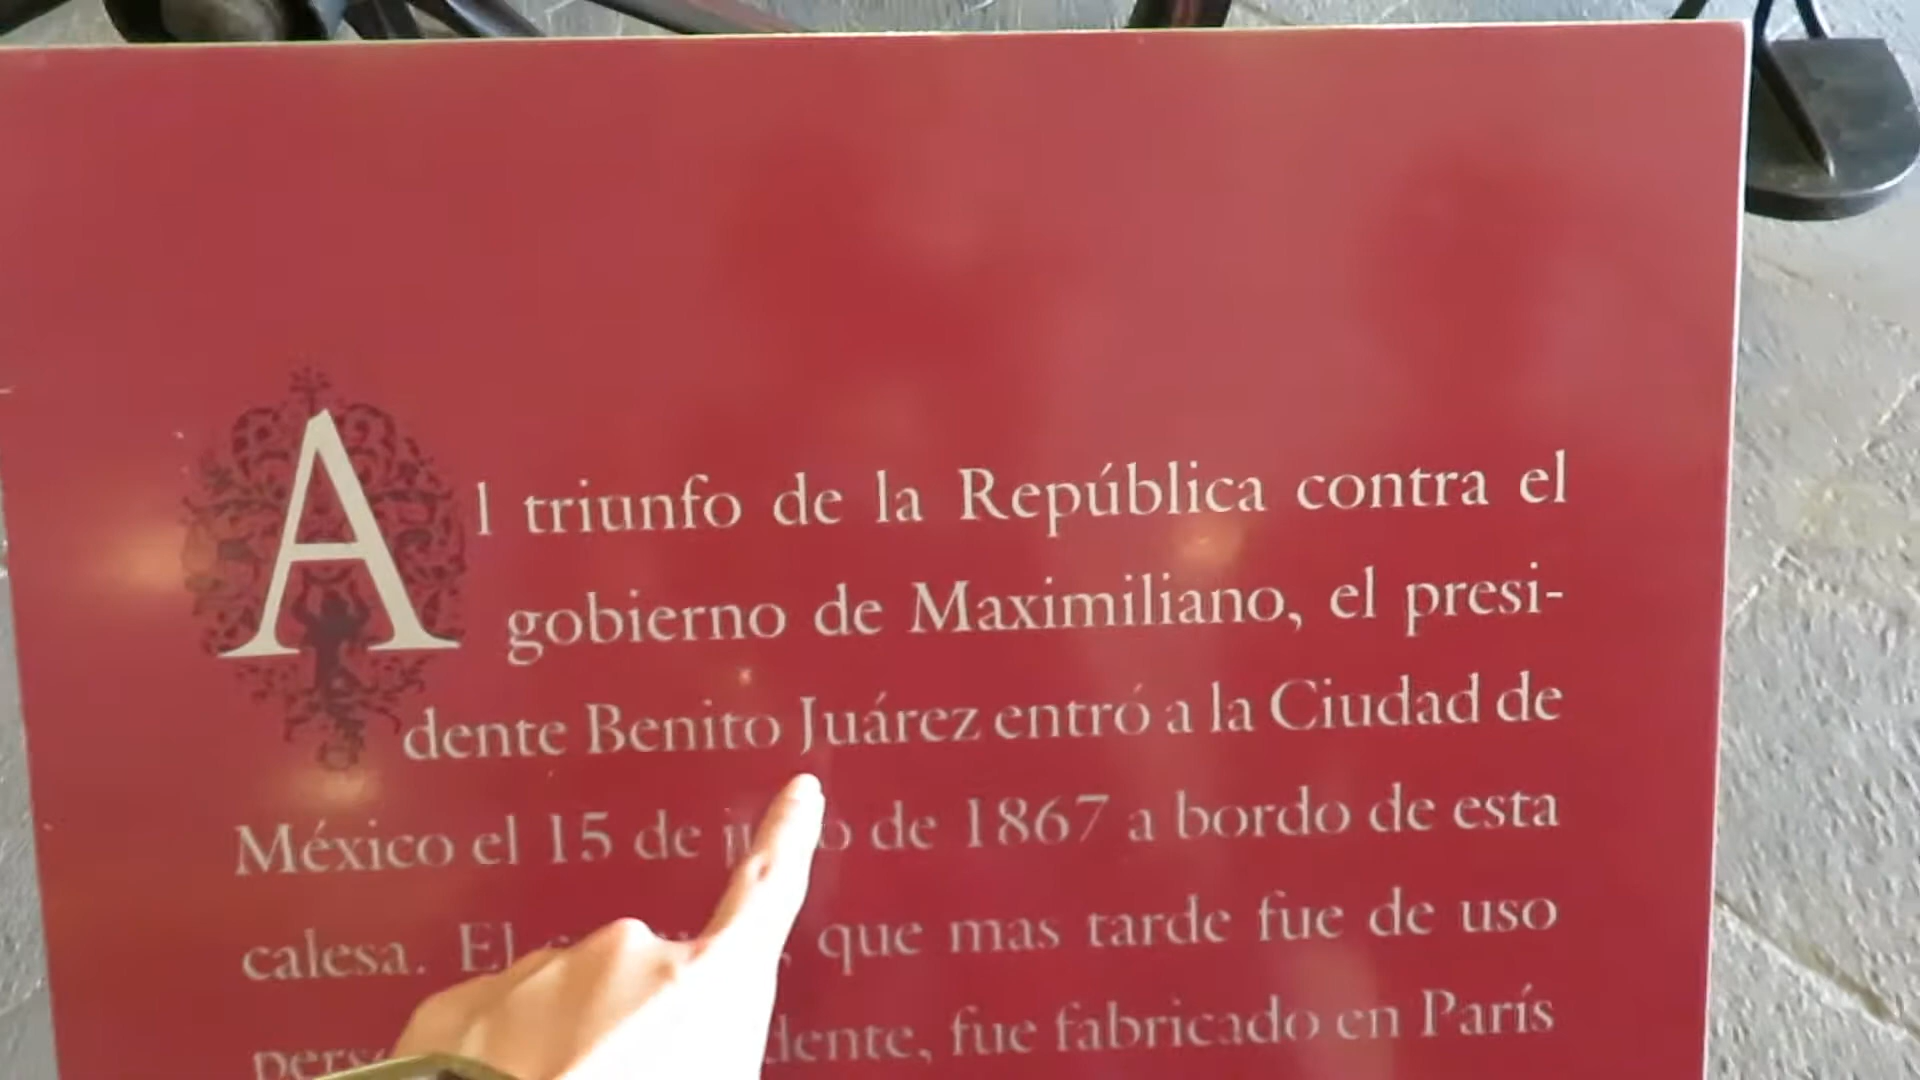 Al triunfo de la República contra el
gobierno de Maximiliano, el presi-
dente Benito Juárez entró a la Ciudad de
México el 15 de de 1867 a bordo de esta
calesa. El que mas tarde fue de uso
fue fabricado en París